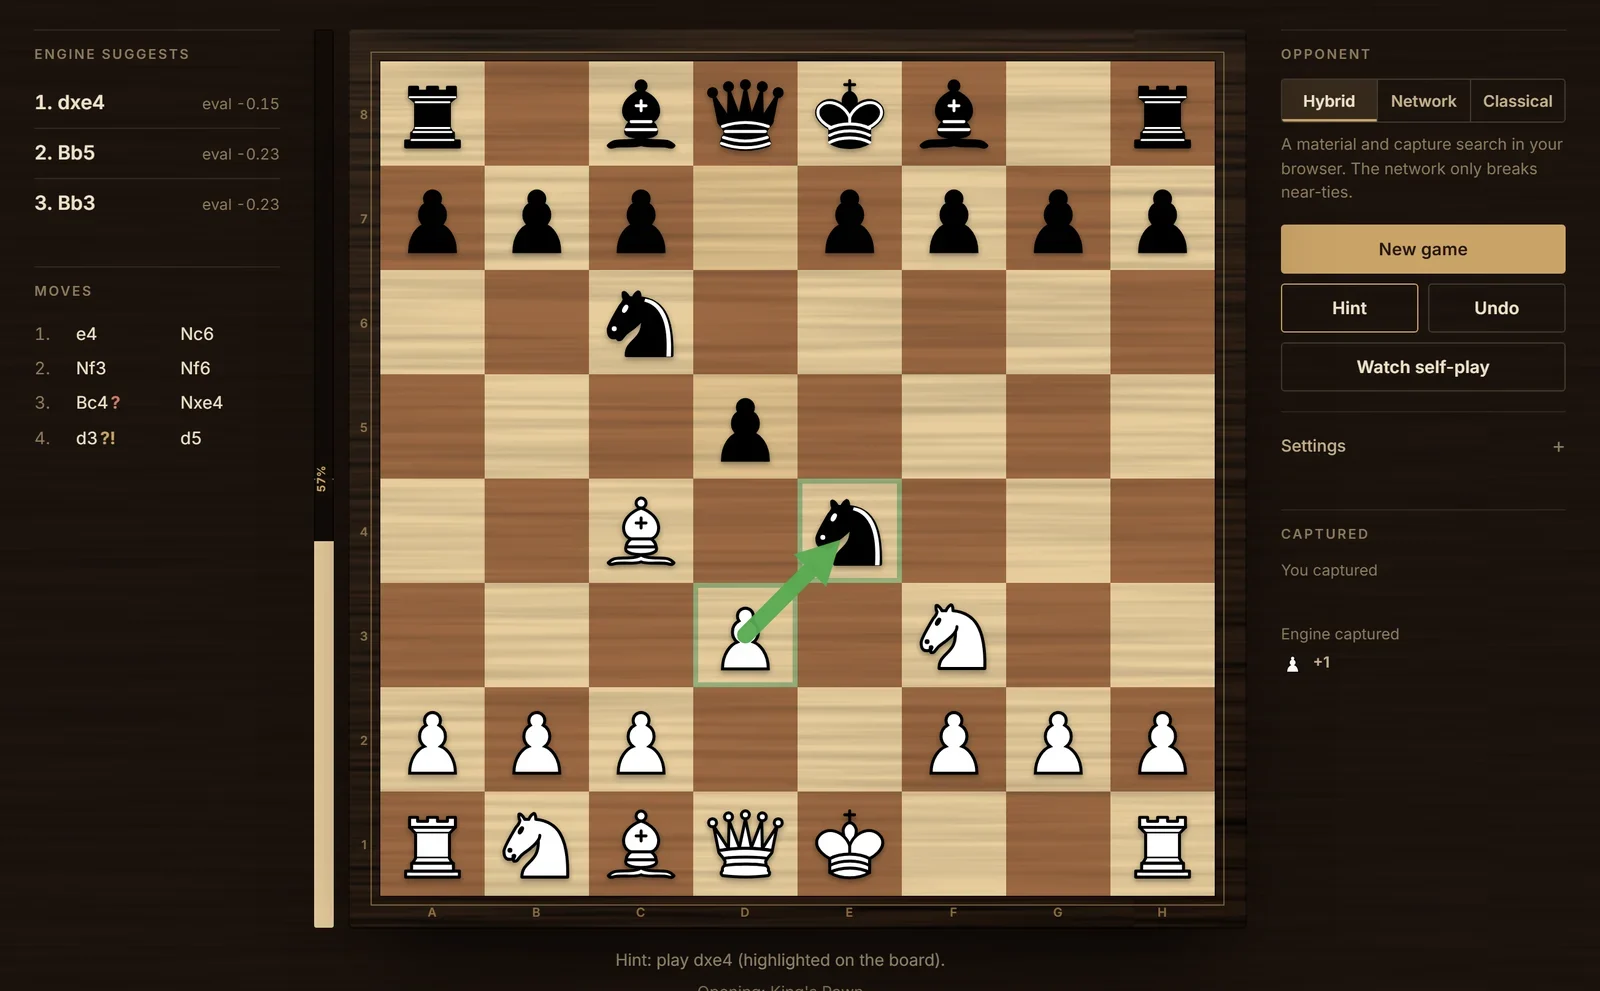 ENGINE SUGGESTS
1. dxe4 eval -0.15
2. Bb5 eval -0.23
3. Bb3 eval -0.23
MOVES
1. e4 Nc6
2. Nf3 Nf6
3. Bc4? Nxe4
4. d3?! d5
57%
8
7
6
5
4
3
2
1
A B C D E F G H
Hint: play dxe4 (highlighted on the board).
Opening: King's Pawn
OPPONENT
Hybrid Network Classical
A material and capture search in your
browser. The network only breaks
near-ties.
New game
Hint Undo
Watch self-play
Settings +
CAPTURED
You captured
Engine captured
+1